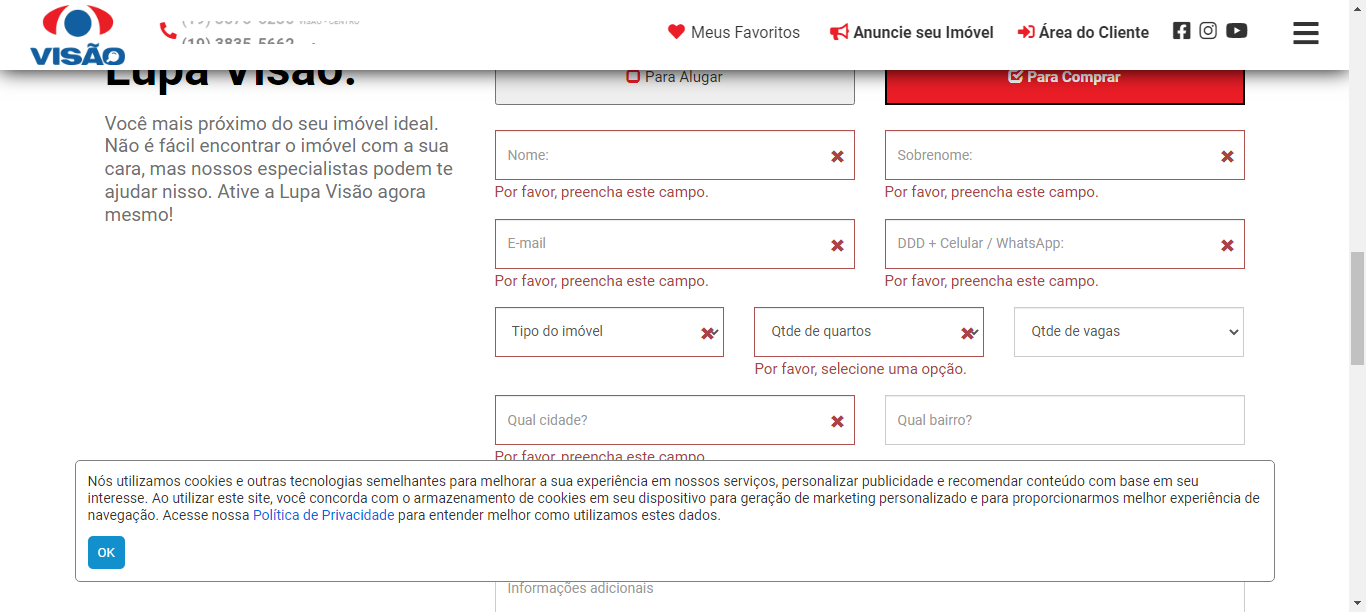 VISÃO
(19) 3835-5662
Meus Favoritos
Anuncie seu Imóvel
Área do Cliente
Lupa Visão!
Para Alugar
Para Comprar
Você mais próximo do seu imóvel ideal.
Não é fácil encontrar o imóvel com a sua
cara, mas nossos especialistas podem te
ajudar nisso. Ative a Lupa Visão agora
mesmo!
Nome:
Sobrenome:
Por favor, preencha este campo.
Por favor, preencha este campo.
E-mail
DDD + Celular / WhatsApp:
Por favor, preencha este campo.
Por favor, preencha este campo.
Tipo do imóvel
Qtde de quartos
Qtde de vagas
Por favor, selecione uma opção.
Qual cidade?
Qual bairro?
Por favor, preencha este campo.
Nós utilizamos cookies e outras tecnologias semelhantes para melhorar a sua experiência em nossos serviços, personalizar publicidade e recomendar conteúdo com base em seu
interesse. Ao utilizar este site, você concorda com o armazenamento de cookies em seu dispositivo para geração de marketing personalizado e para proporcionarmos melhor experiência de
navegação. Acesse nossa Política de Privacidade para entender melhor como utilizamos estes dados.
OK
Informações adicionais